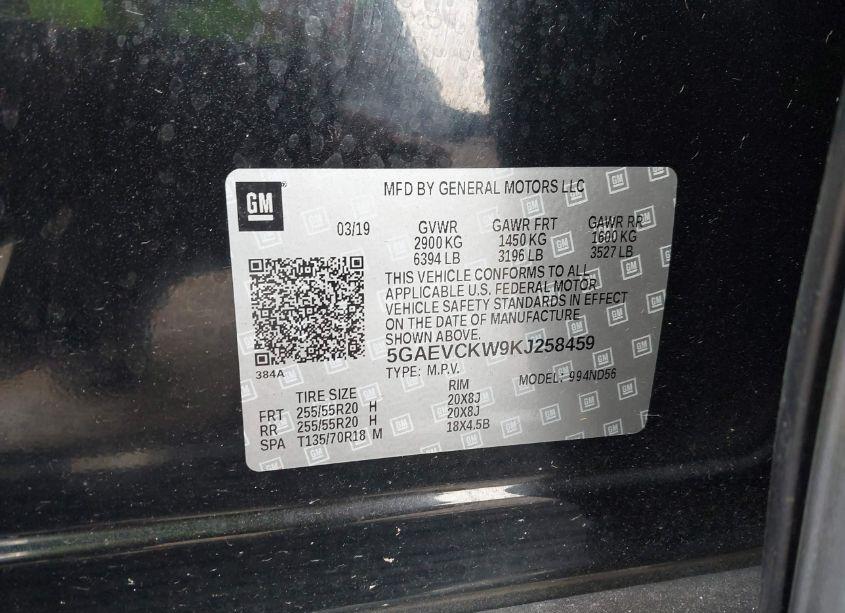 GM
MFD BY GENERAL MOTORS LLC
03/19 GVWR GAWR FRT GAWR RR
2900 KG 1450 KG 1600 KG
6394 LB 3196 LB 3527 LB
THIS VEHICLE CONFORMS TO ALL
APPLICABLE U.S. FEDERAL MOTOR
VEHICLE SAFETY STANDARDS IN EFFECT
ON THE DATE OF MANUFACTURE
SHOWN ABOVE.
5GAEVCKW9KJ258459
384A TYPE: M.P.V. MODEL: 994ND56
TIRE SIZE RIM
FRT 255/55R20 H 20X8J
RR 255/55R20 H 20X8J
SPA T135/70R18 M 18X4.5B